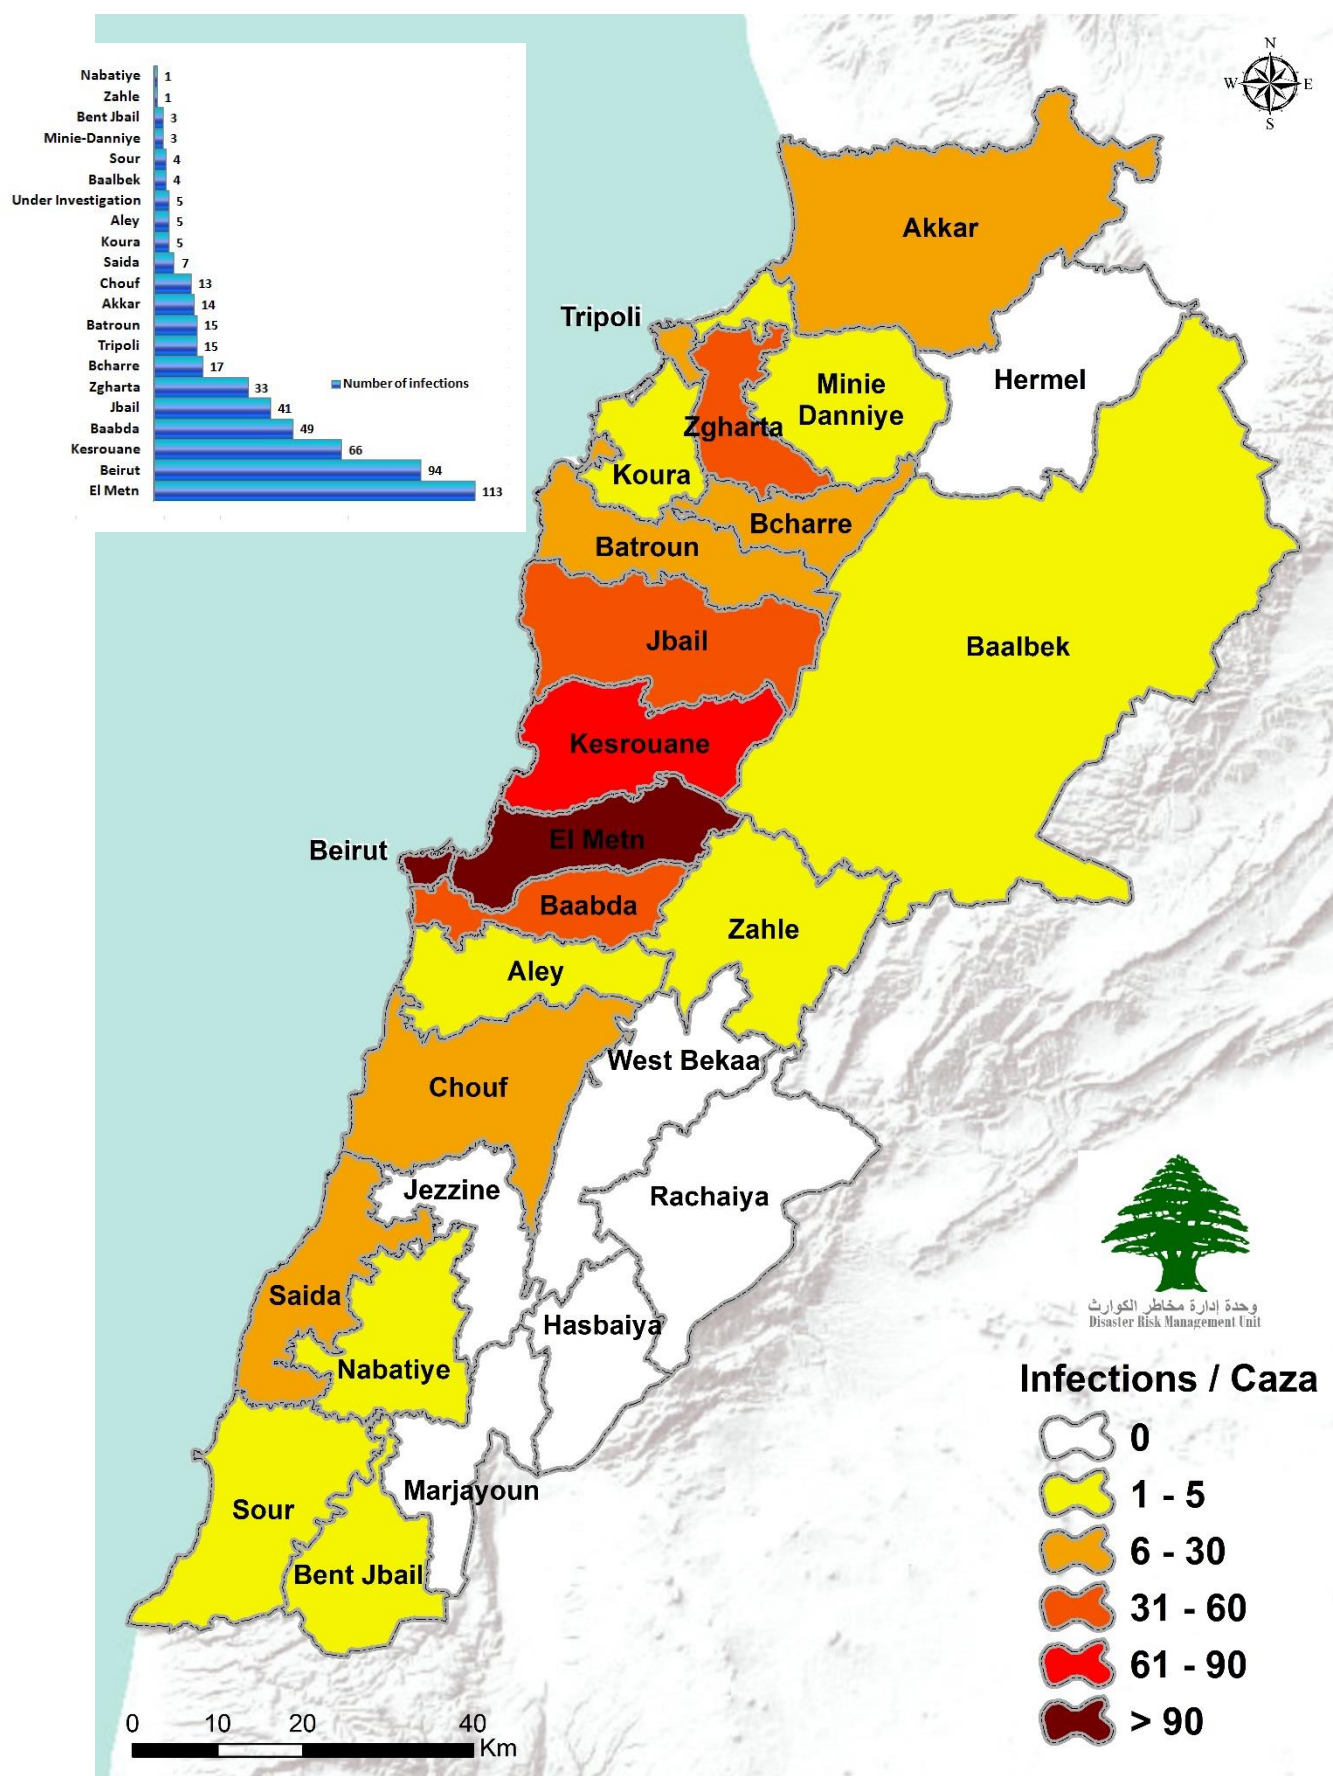 Nabatiye 1
Zahle 1
Bent Jbail 3
Minie-Danniye 3
Sour 4
Baalbek 4
Under Investigation 5
Aley 5
Koura 5
Saida 7
Chouf 13
Akkar 14
Batroun 15
Tripoli 15
Bcharre 17
Zgharta 33
Jbail 41
Baabda 49
Kesrouane 66
Beirut 94
El Metn 113
Number of infections
N
W E
S
Akkar
Tripoli
Hermel
Minie
Danniye
Zgharta
Koura
Bcharre
Batroun
Jbail
Baalbek
Kesrouane
El Metn
Beirut
Baabda
Zahle
Aley
West Bekaa
Chouf
Jezzine
Rachaiya
Saida
Hasbaiya
Nabatiye
Marjayoun
Sour
Bent Jbail
وحدة إدارة مخاطر الكوارث
Disaster Risk Management Unit
Infections / Caza
0
1 - 5
6 - 30
31 - 60
61 - 90
> 90
0 10 20 40
Km